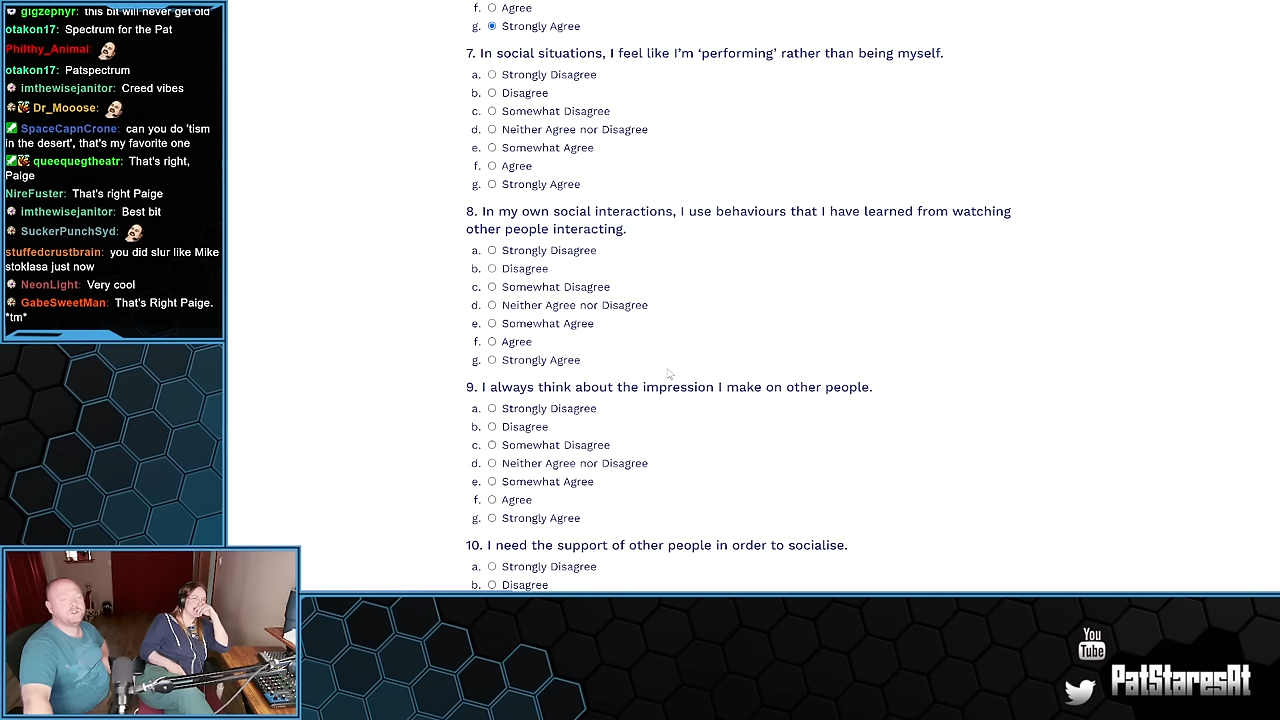 gigzephyr: this bit will never get old
otakon17: Spectrum for the Pat
Philthy_Animal:
otakon17: Patspectrum
imthewisejanitor: Creed vibes
Dr_Mooose:
SpaceCapnCrone: can you do 'tism
in the desert', that's my favorite one
queequegtheatr: That's right,
Paige
NireFuster: That's right Paige
imthewisejanitor: Best bit
SuckerPunchSyd:
stuffedcrustbrain: you did slur like Mike
stoklasa just now
NeonLight: Very cool
GabeSweetMan: That's Right Paige.
*tm*
f. Agree
g. Strongly Agree
7. In social situations, I feel like I’m ‘performing’ rather than being myself.
a. Strongly Disagree
b. Disagree
c. Somewhat Disagree
d. Neither Agree nor Disagree
e. Somewhat Agree
f. Agree
g. Strongly Agree
8. In my own social interactions, I use behaviours that I have learned from watching
other people interacting.
a. Strongly Disagree
b. Disagree
c. Somewhat Disagree
d. Neither Agree nor Disagree
e. Somewhat Agree
f. Agree
g. Strongly Agree
9. I always think about the impression I make on other people.
a. Strongly Disagree
b. Disagree
c. Somewhat Disagree
d. Neither Agree nor Disagree
e. Somewhat Agree
f. Agree
g. Strongly Agree
10. I need the support of other people in order to socialise.
a. Strongly Disagree
b. Disagree
You
Tube
PatStaresAt